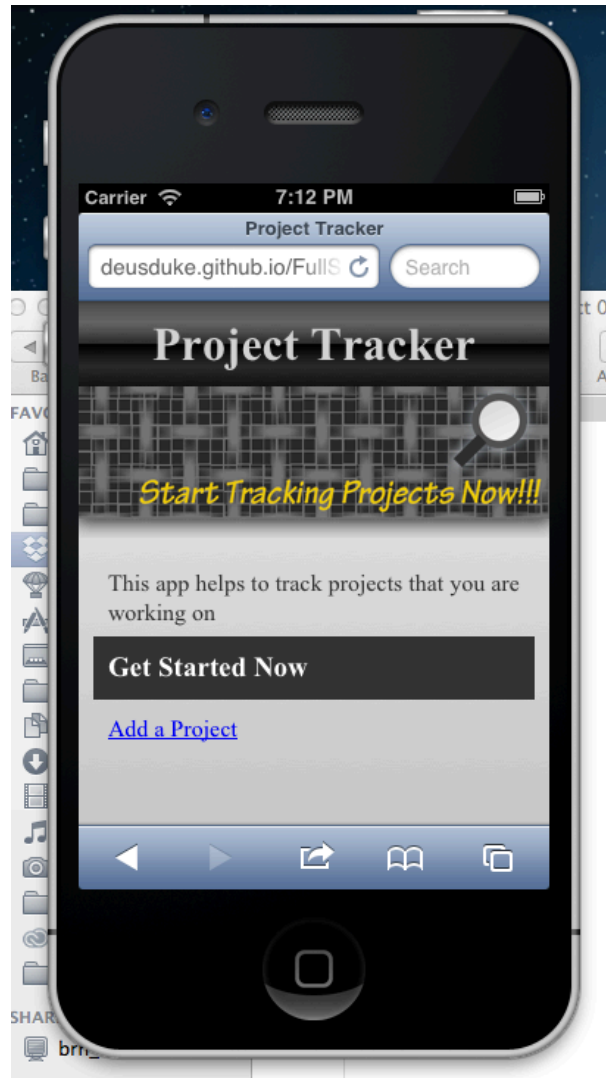 Carrier 7:12 PM
Project Tracker
deusduke.github.io/FullS Search
Project Tracker
Start Tracking Projects Now!!!
This app helps to track projects that you are
working on
Get Started Now
Add a Project